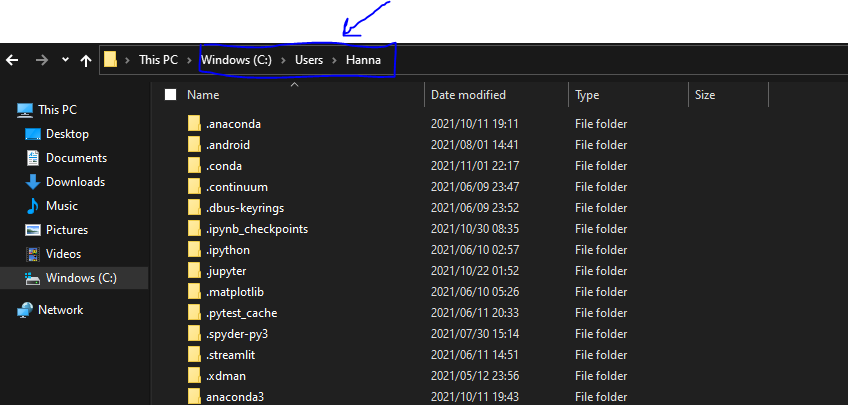 This PC > Windows (C:) > Users > Hanna
Name Date modified Type Size
This PC
Desktop
Documents
Downloads
Music
Pictures
Videos
Windows (C:)
Network
.anaconda 2021/10/11 19:11 File folder
.android 2021/08/01 14:41 File folder
.conda 2021/11/01 22:17 File folder
.continuum 2021/06/09 23:47 File folder
.dbus-keyrings 2021/06/09 23:52 File folder
.ipynb_checkpoints 2021/10/30 08:35 File folder
.ipython 2021/06/10 02:57 File folder
.jupyter 2021/10/22 01:52 File folder
.matplotlib 2021/06/10 05:26 File folder
.pytest_cache 2021/06/11 20:33 File folder
.spyder-py3 2021/07/30 15:14 File folder
.streamlit 2021/06/11 14:51 File folder
.xdman 2021/05/12 23:56 File folder
anaconda3 2021/10/11 19:43 File folder